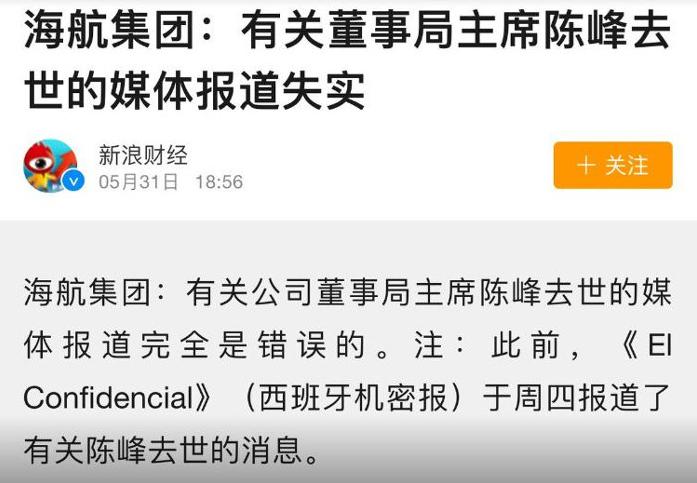 海航集团：有关董事局主席陈峰去
世的媒体报道失实
新浪财经
05月31日 18:56
＋ 关注
海航集团：有关公司董事局主席陈峰去世的媒
体报道完全是错误的。注：此前，《El
Confidencial》（西班牙机密报）于周四报道了
有关陈峰去世的消息。